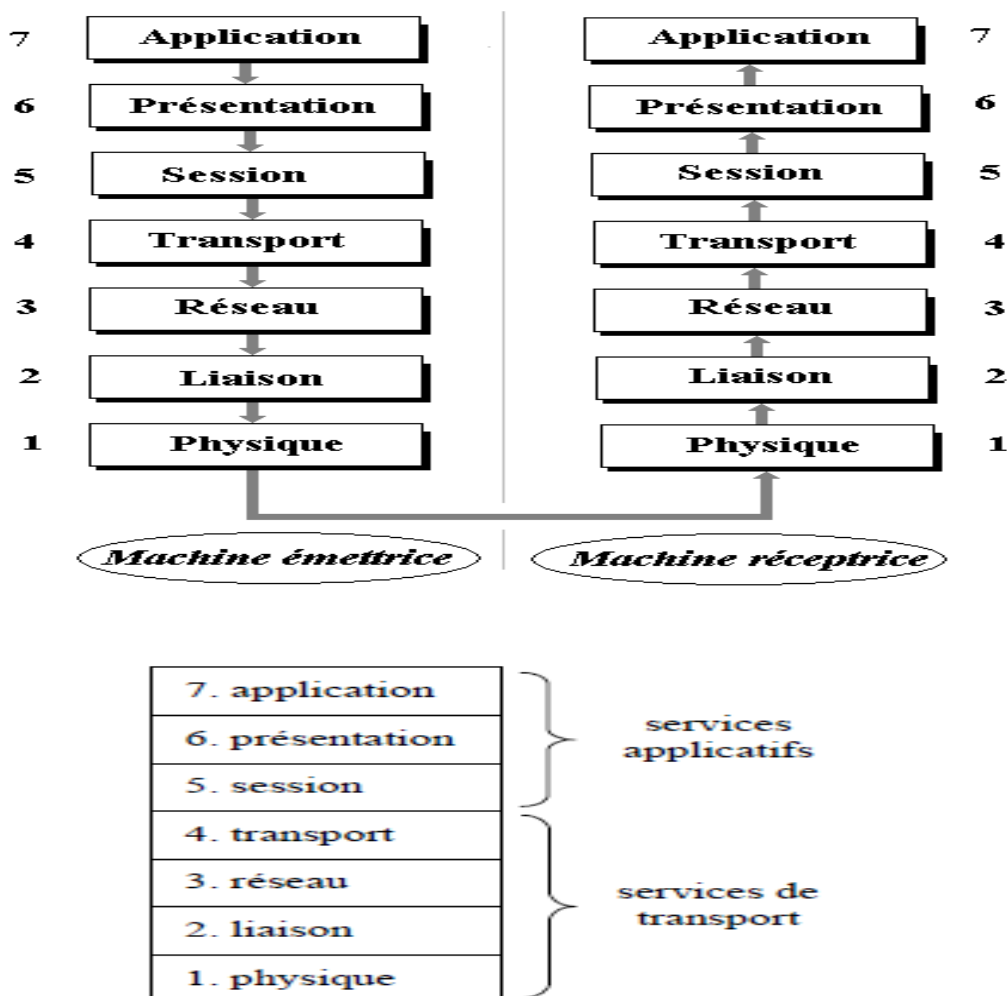 7 Application Application 7
6 Présentation Présentation 6
5 Session Session 5
4 Transport Transport 4
3 Réseau Réseau 3
2 Liaison Liaison 2
1 Physique Physique 1
Machine émettrice Machine réceptrice
7. application
6. présentation
5. session
services
applicatifs
4. transport
3. réseau
2. liaison
1. physique
services de
transport